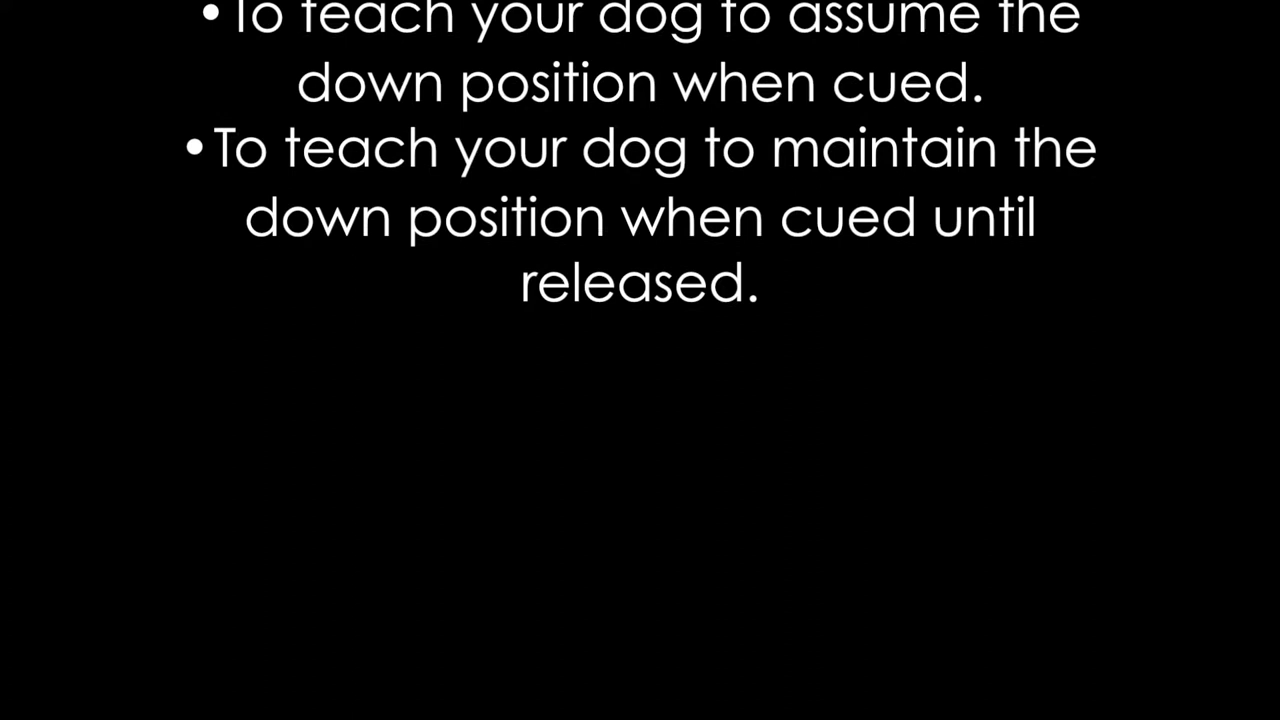 •To teach your dog to assume the
down position when cued.
•To teach your dog to maintain the
down position when cued until
released.